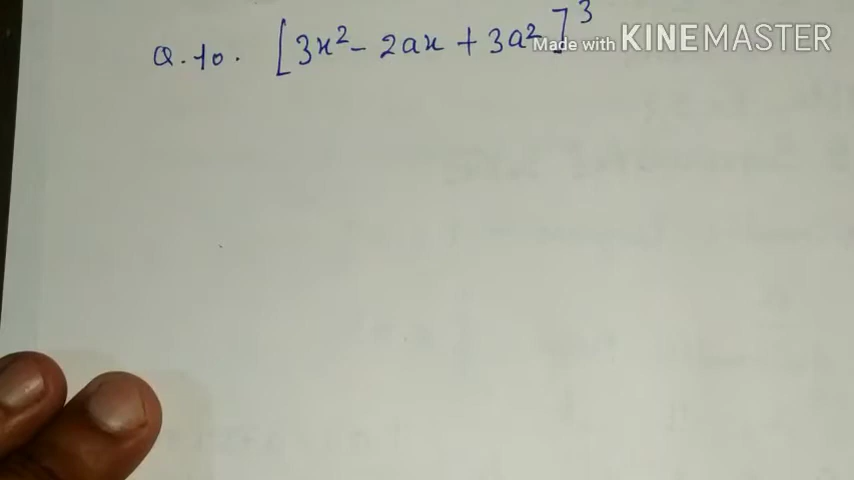 Q.10. [3x² - 2ax + 3a²]³
Made with KINEMASTER